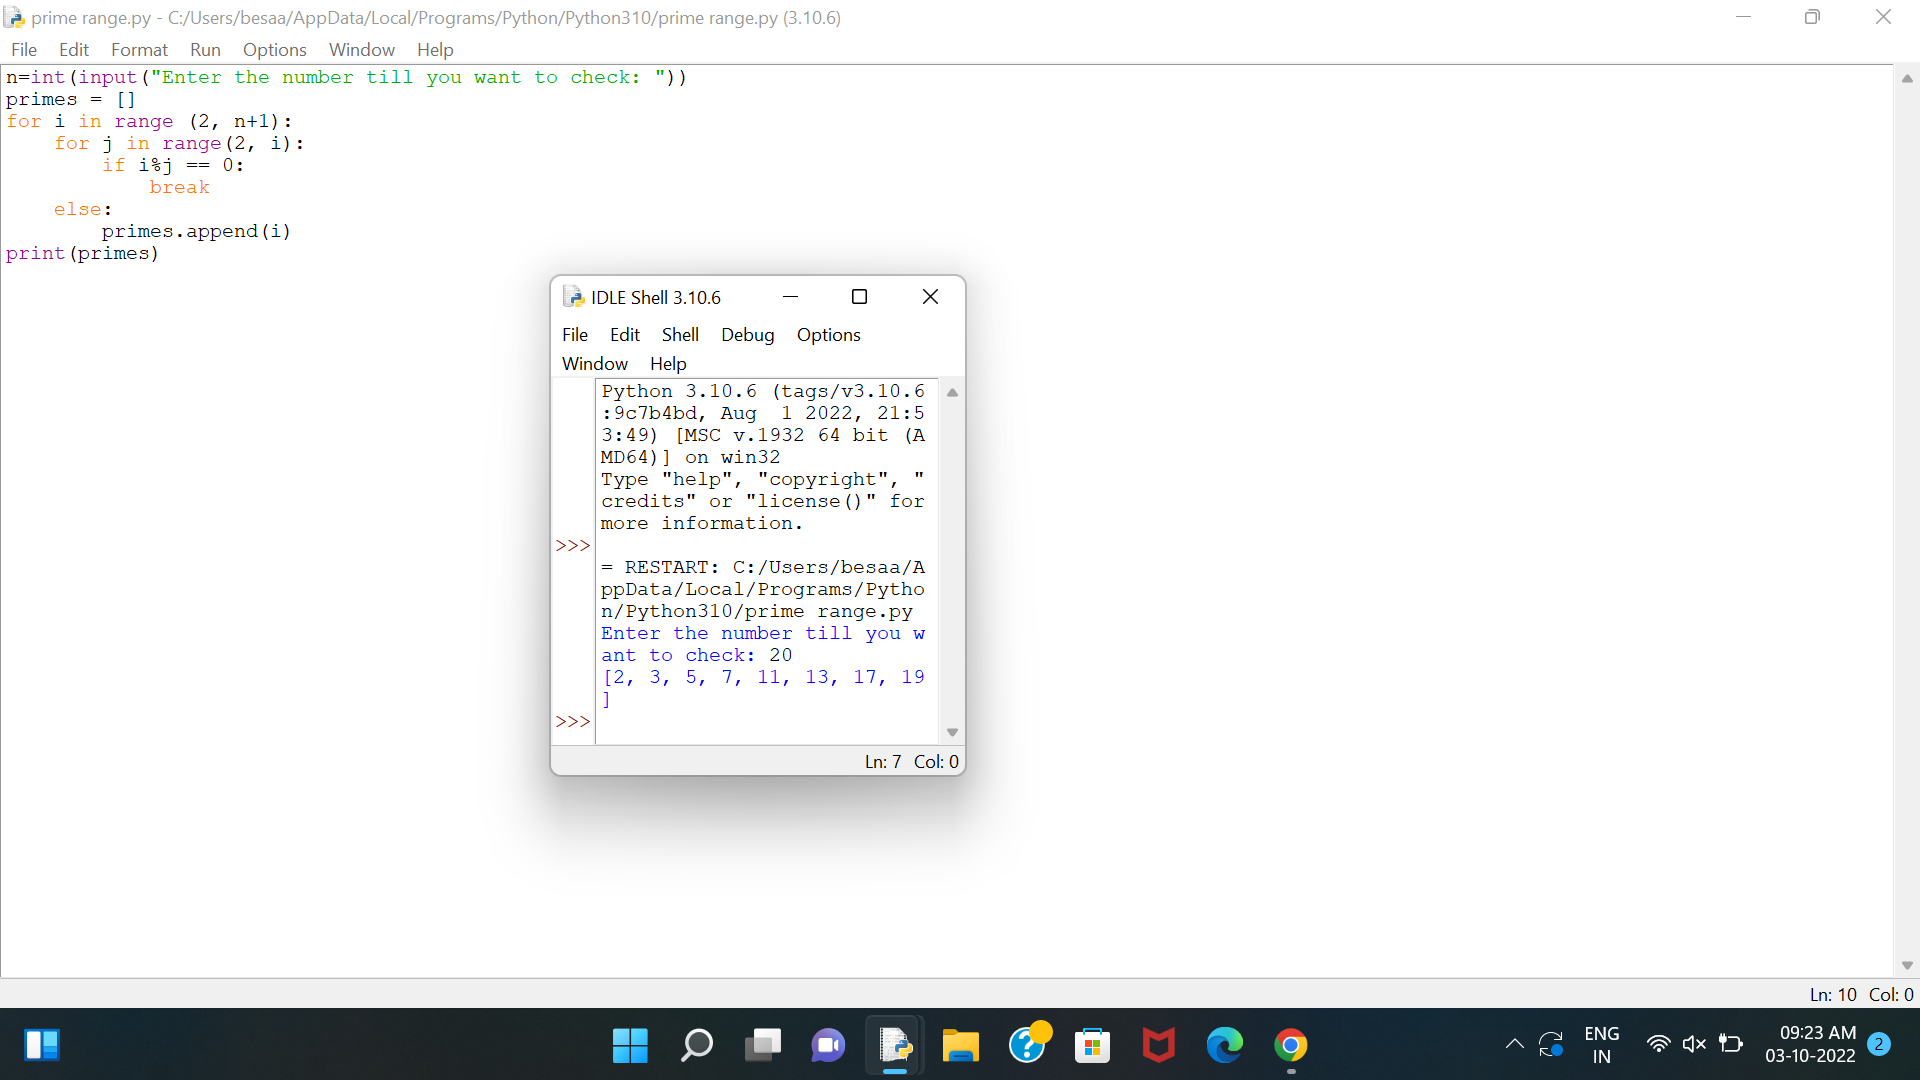 prime range.py - C:/Users/besaa/AppData/Local/Programs/Python/Python310/prime range.py (3.10.6)
File Edit Format Run Options Window Help
n=int(input("Enter the number till you want to check: "))
primes = []
for i in range (2, n+1):
    for j in range(2, i):
        if i%j == 0:
            break
    else:
        primes.append(i)
print(primes)
IDLE Shell 3.10.6
File Edit Shell Debug Options
Window Help
Python 3.10.6 (tags/v3.10.6
:9c7b4bd, Aug  1 2022, 21:5
3:49) [MSC v.1932 64 bit (A
MD64)] on win32
Type "help", "copyright", "
credits" or "license()" for
more information.
>>>
= RESTART: C:/Users/besaa/A
ppData/Local/Programs/Pytho
n/Python310/prime range.py
Enter the number till you w
ant to check: 20
[2, 3, 5, 7, 11, 13, 17, 19
]
>>>
Ln: 7 Col: 0
Ln: 10 Col: 0
ENG
IN
09:23 AM
03-10-2022
2